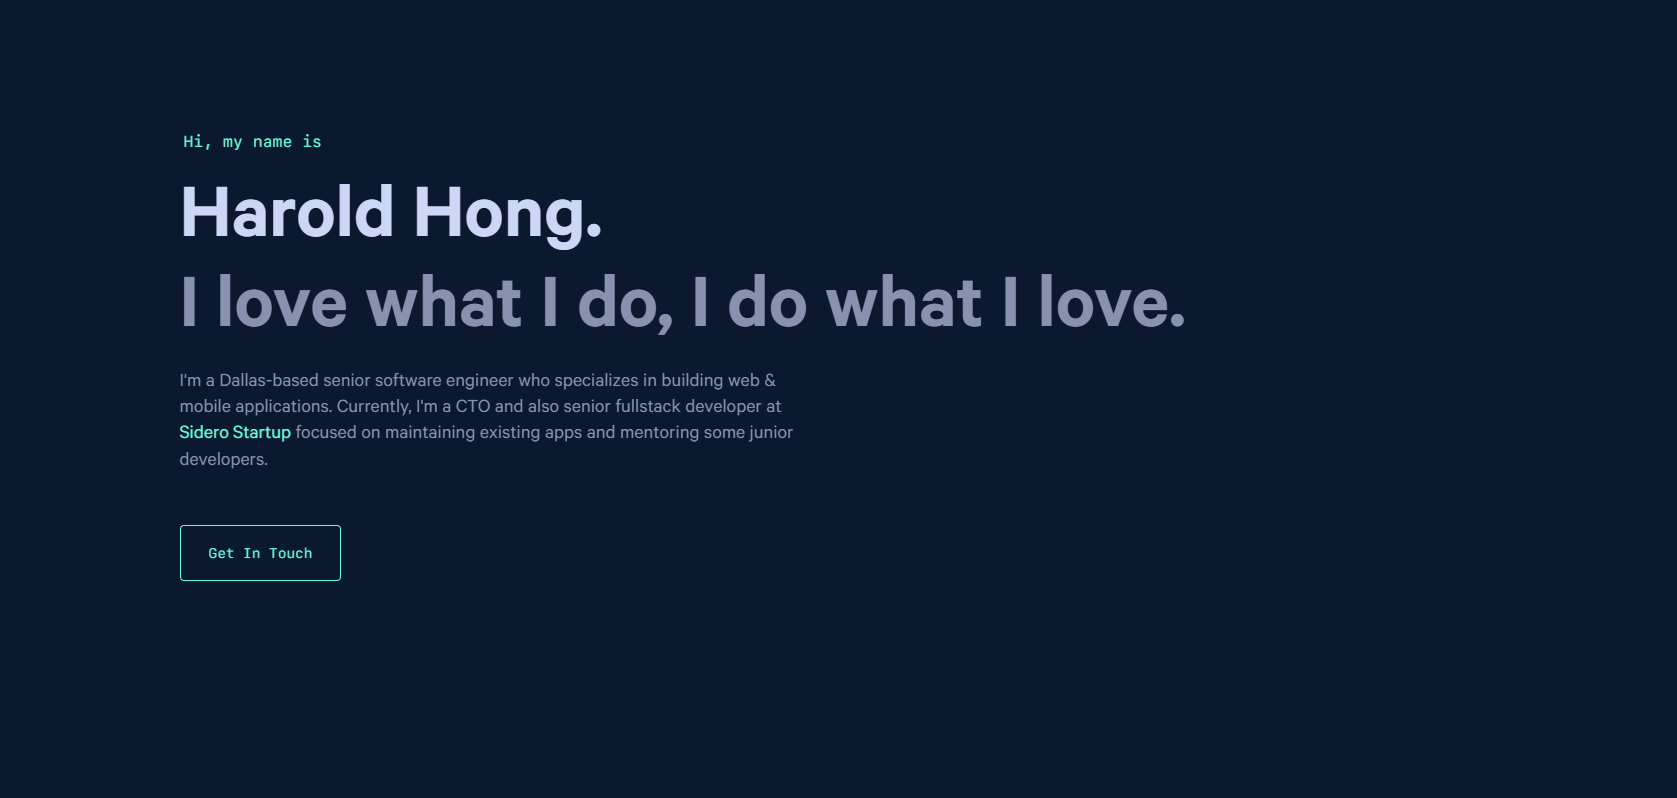 Hi, my name is
Harold Hong.
I love what I do, I do what I love.
I'm a Dallas-based senior software engineer who specializes in building web &
mobile applications. Currently, I'm a CTO and also senior fullstack developer at
Sidero Startup focused on maintaining existing apps and mentoring some junior
developers.
Get In Touch